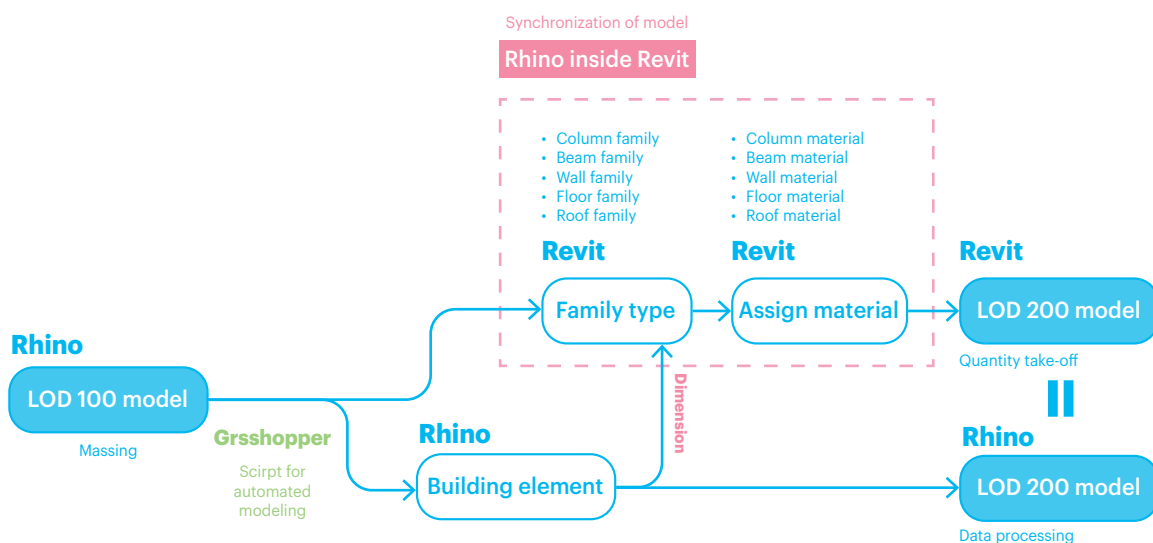 Synchronization of model
Rhino inside Revit
• Column family
• Beam family
• Wall family
• Floor family
• Roof family
• Column material
• Beam material
• Wall material
• Floor material
• Roof material
Revit
Family type
Revit
Assign material
Revit
LOD 200 model
Quantity take-off
Rhino
LOD 100 model
Massing
Grsshopper
Scirpt for
automated
modeling
Rhino
Building element
Dimension
Rhino
LOD 200 model
Data processing